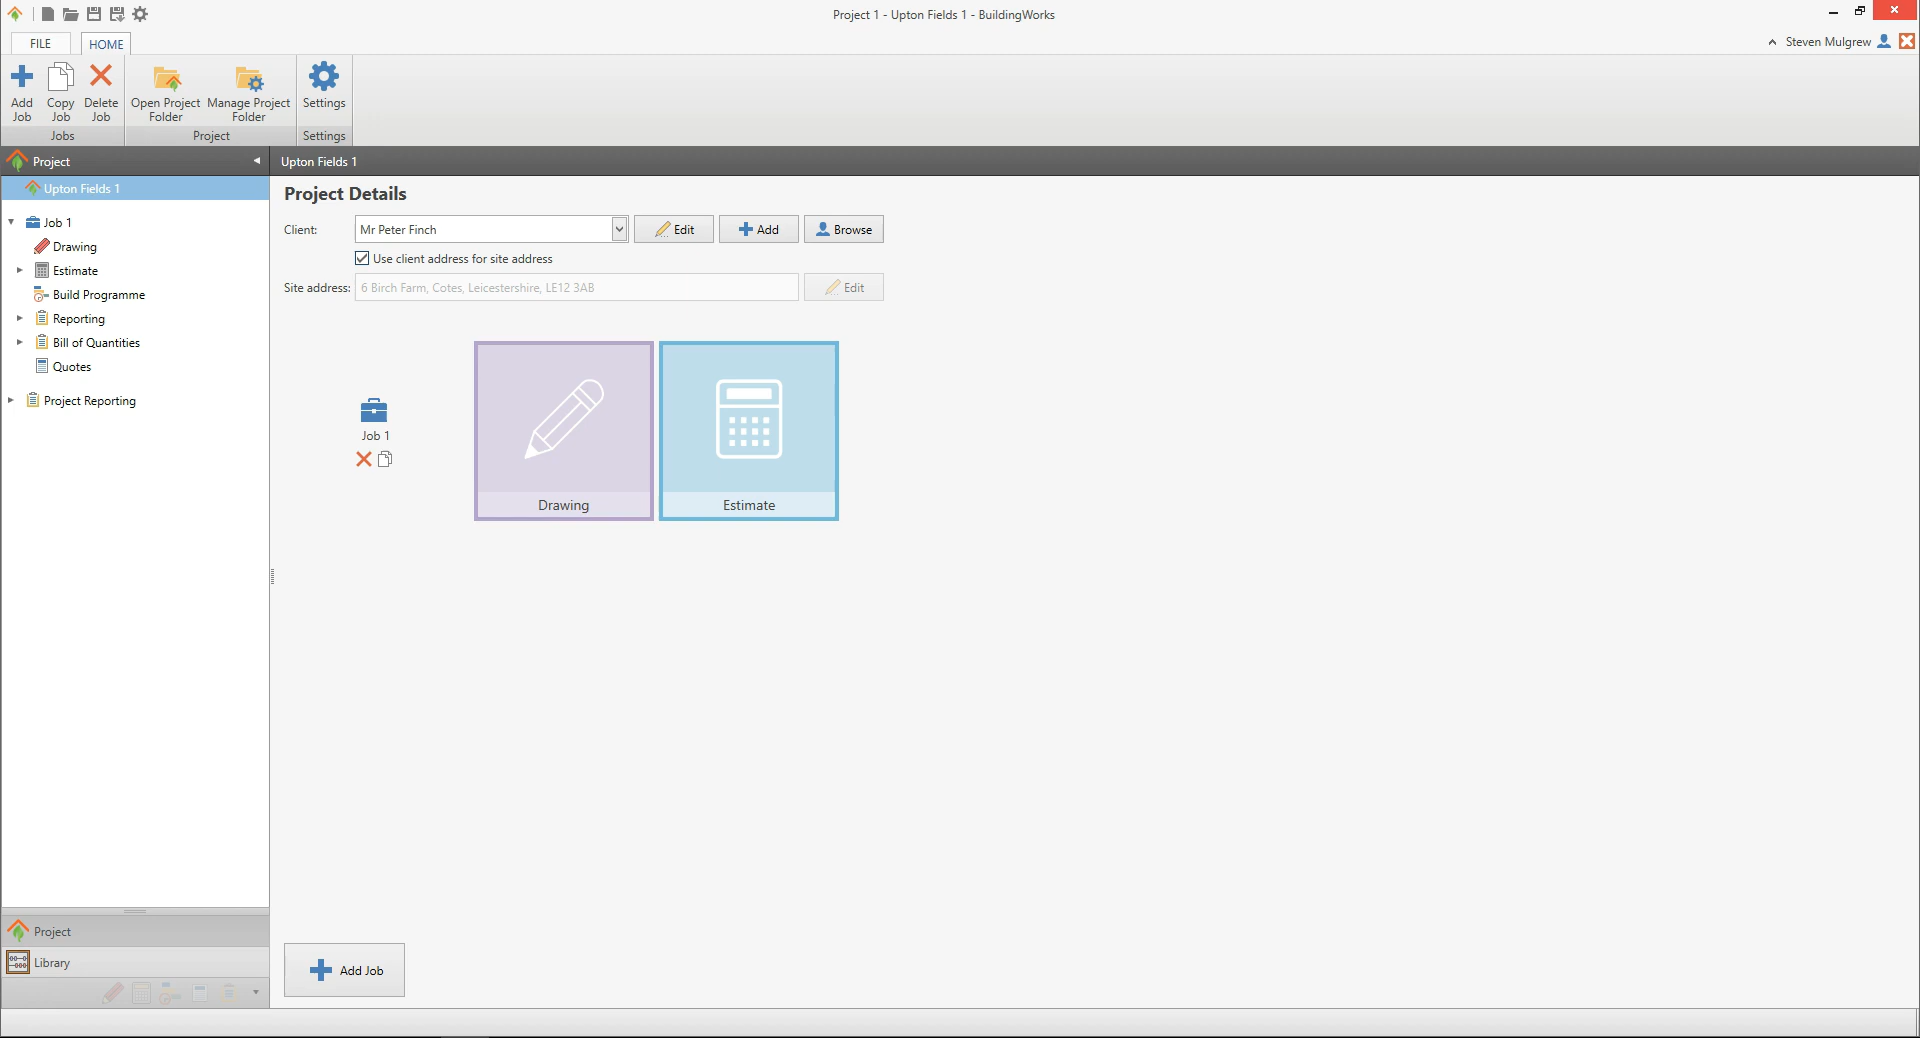 Project 1 - Upton Fields 1 - BuildingWorks
FILE
HOME
Steven Mulgrew
Add Job
Copy Job
Delete Job
Open Project Folder
Manage Project Folder
Settings
Jobs
Project
Settings
Project
Upton Fields 1
Upton Fields 1
Job 1
Drawing
Estimate
Build Programme
Reporting
Bill of Quantities
Quotes
Project Reporting
Project Details
Client:
Mr Peter Finch
Edit
Add
Browse
Use client address for site address
Site address:
6 Birch Farm, Cotes, Leicestershire, LE12 3AB
Edit
Job 1
Drawing
Estimate
Project
Library
Add Job